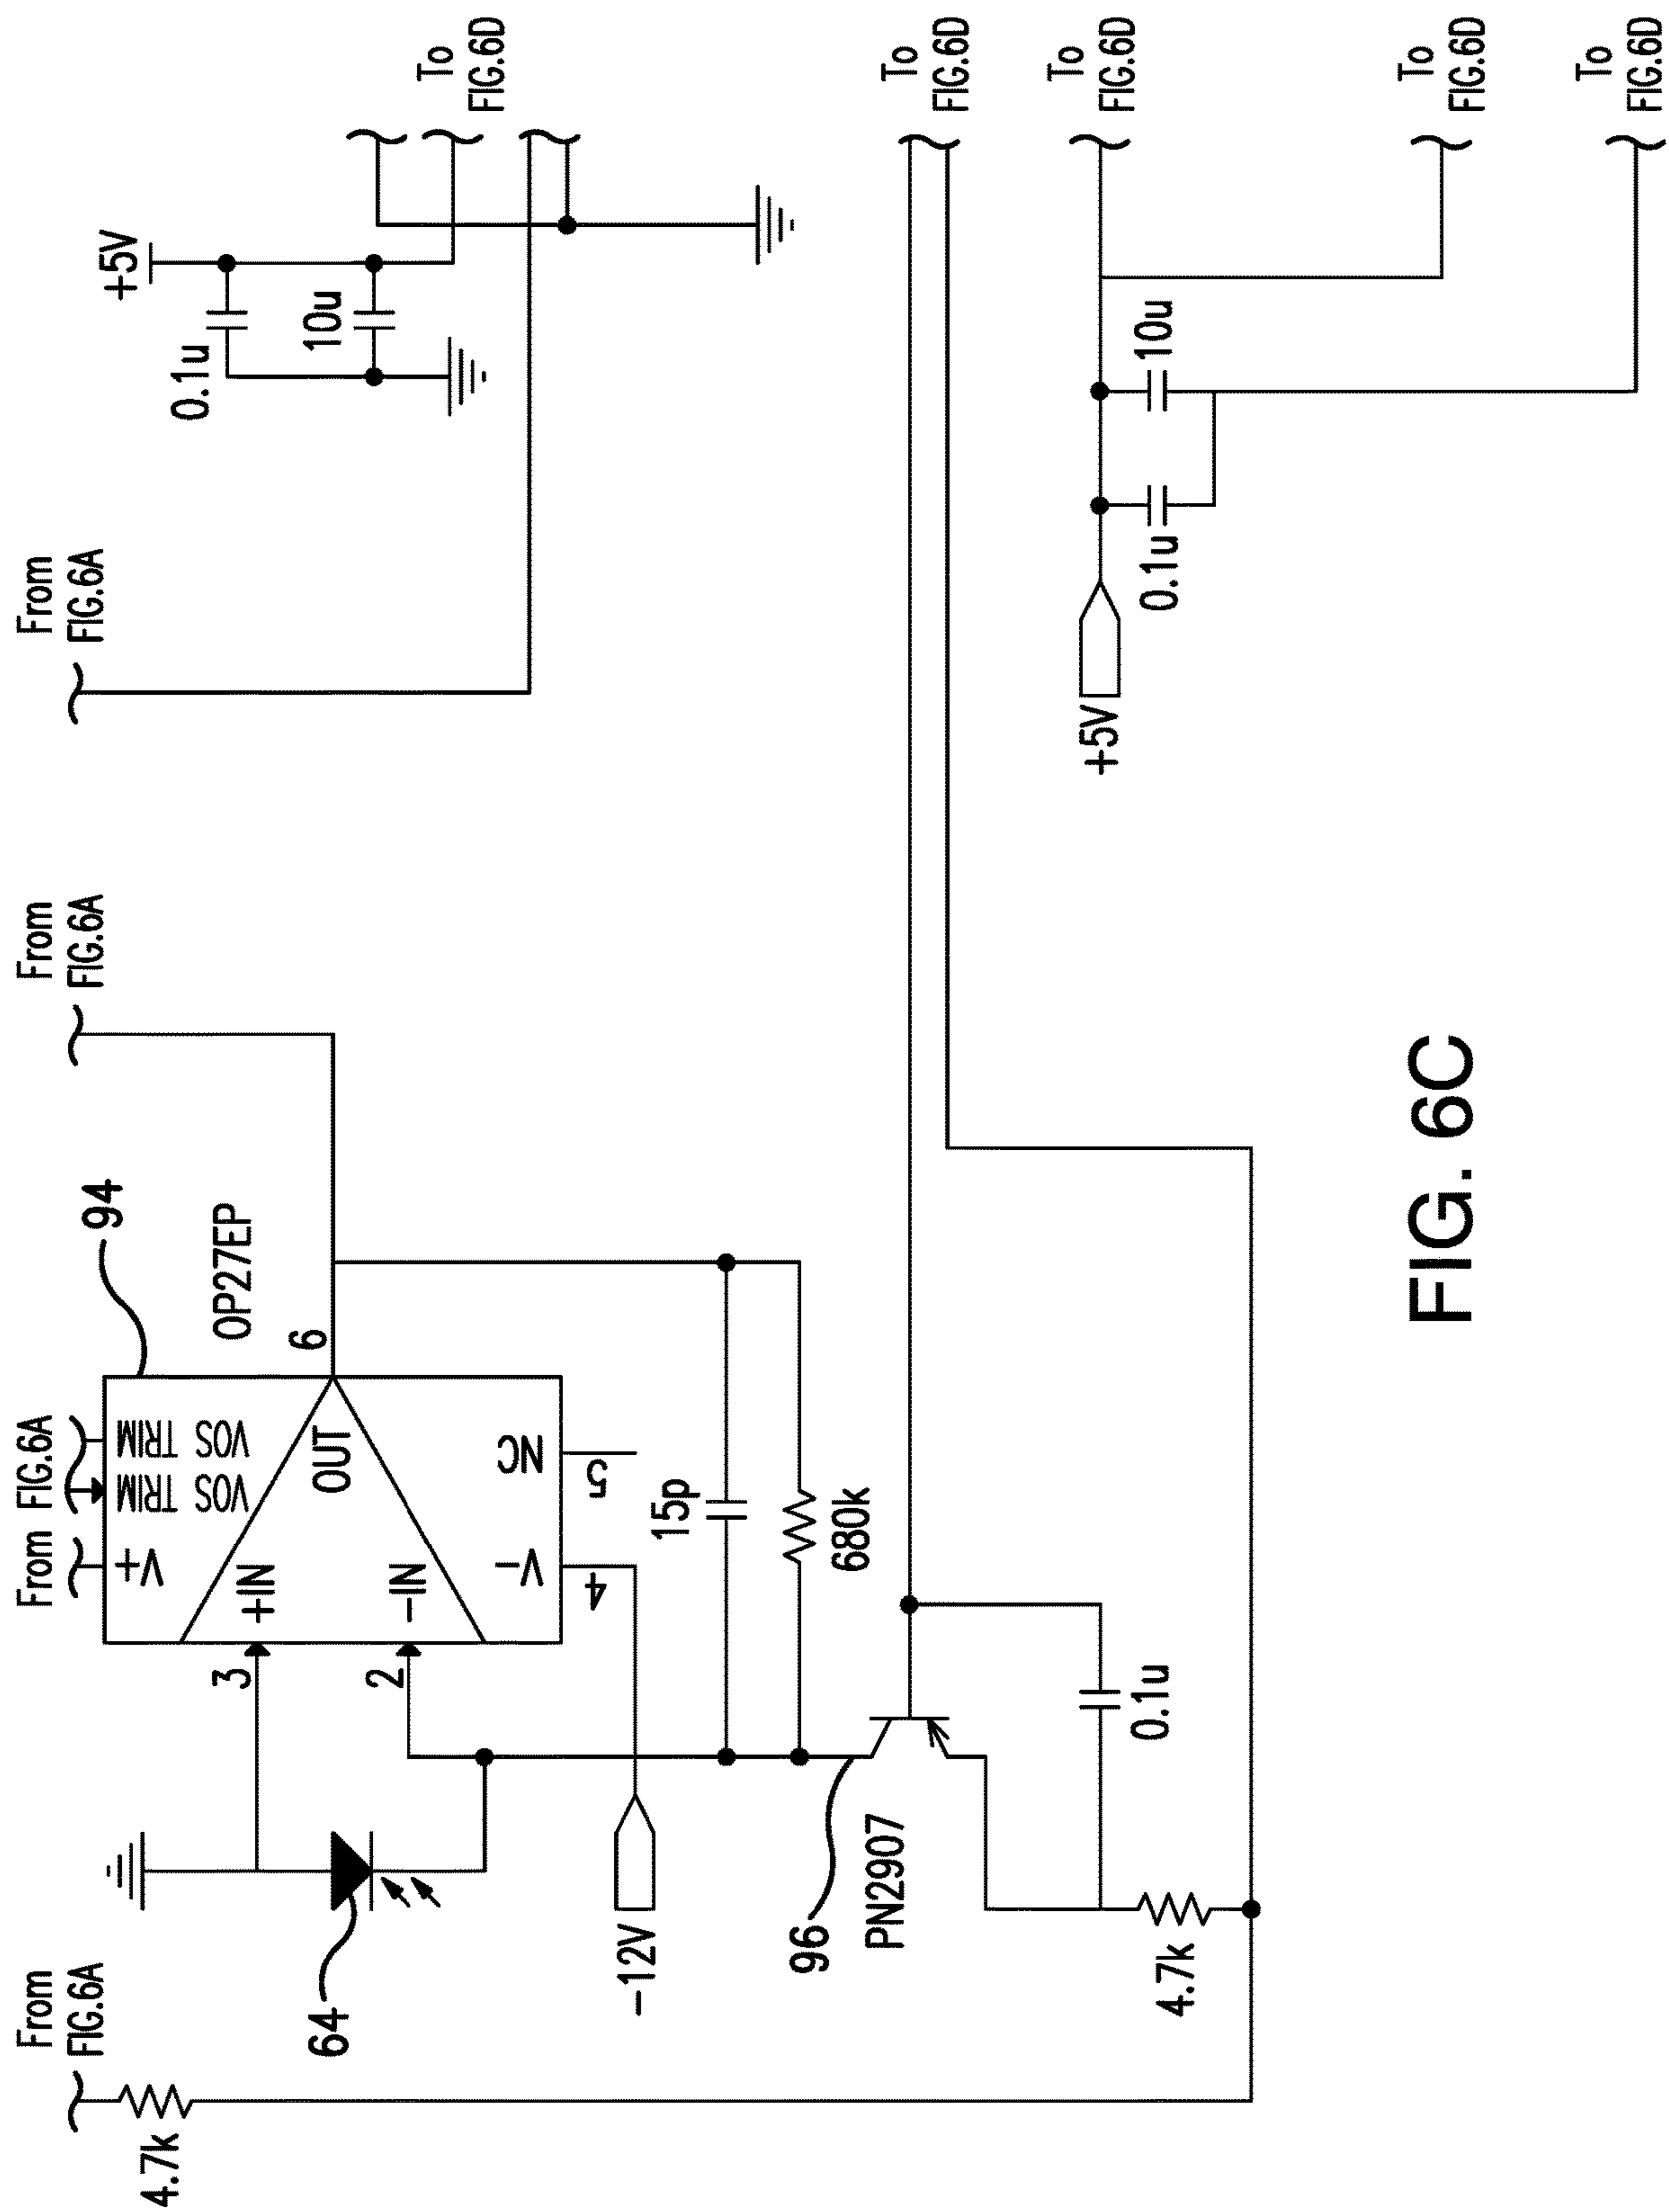 From
FIG.6A
4.7k
64
From FIG.6A
V+
VOS TRIM
VOS TRIM
94
OP27EP
+IN
-IN
OUT
V-
NC
3
2
6
4
5
-12V
15p
680k
96
PN2907
0.1u
4.7k
From
FIG.6A
From
FIG.6A
+5V
0.1u
10u
To
FIG.6D
To
FIG.6D
To
FIG.6D
+5V
0.1u
10u
To
FIG.6D
To
FIG.6D
FIG. 6C